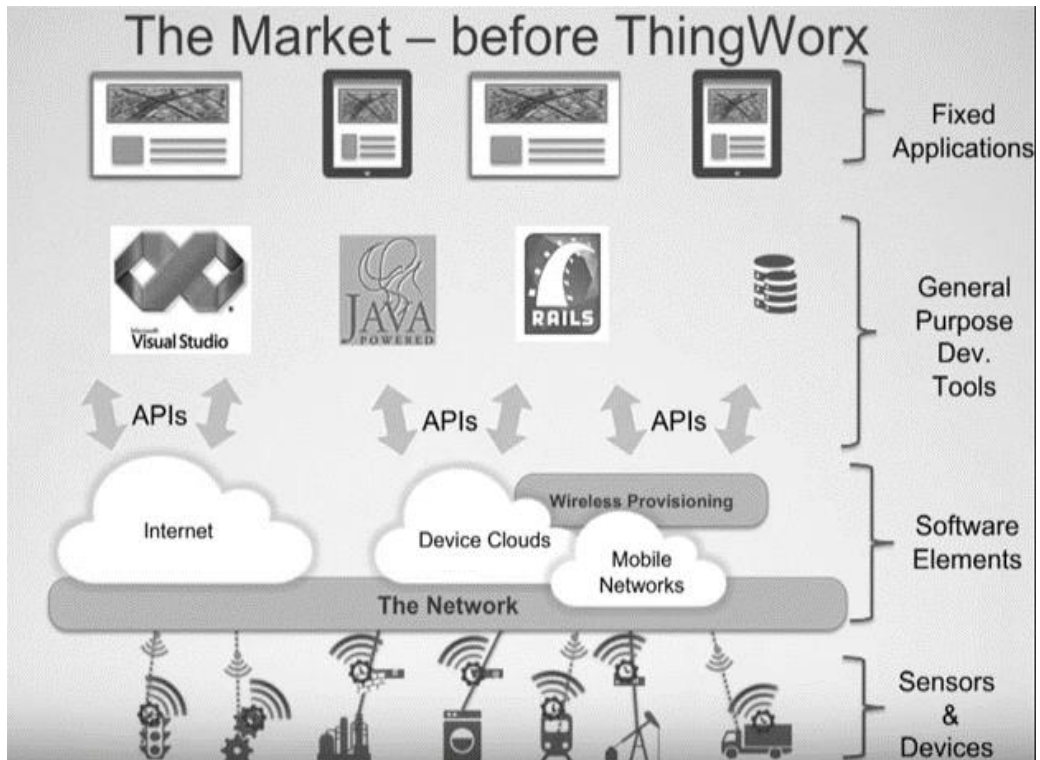 The Market – before ThingWorx
Fixed
Applications
Microsoft
Visual Studio
JAVA
POWERED
RAILS
General
Purpose
Dev.
Tools
APIs
APIs
APIs
Wireless Provisioning
Internet
Device Clouds
Mobile
Networks
Software
Elements
The Network
Sensors
&
Devices